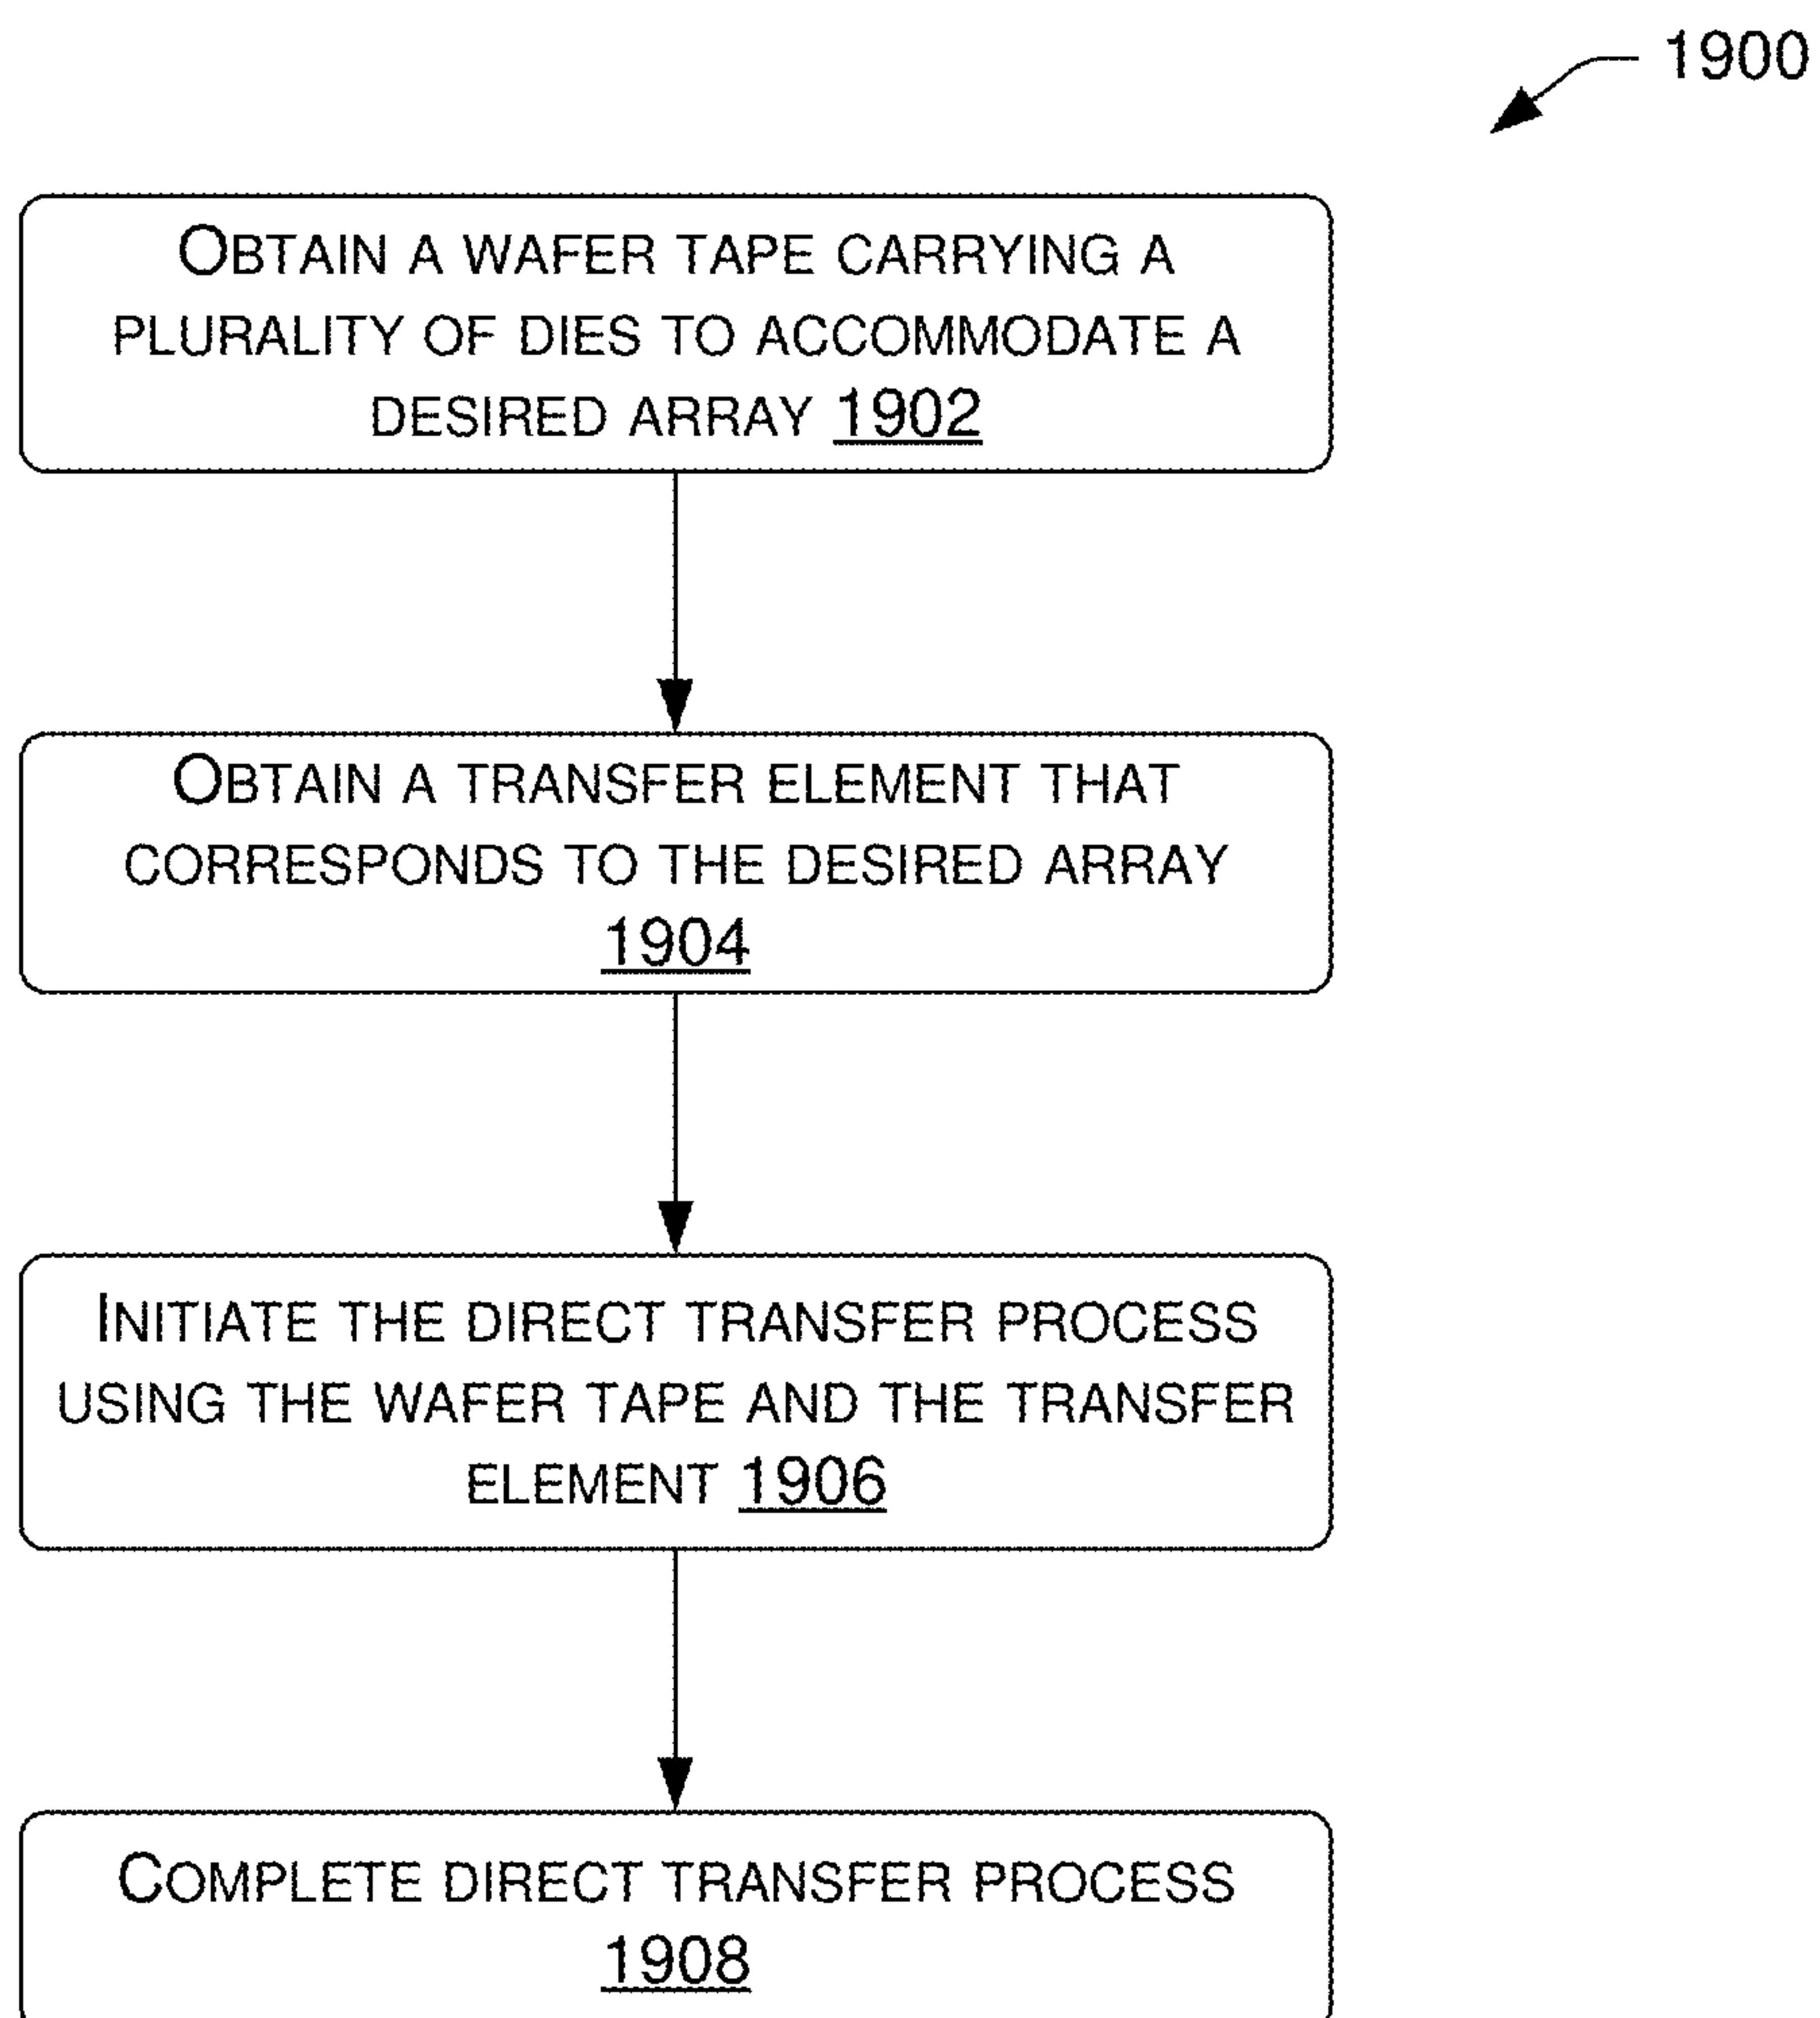 1900
OBTAIN A WAFER TAPE CARRYING A
PLURALITY OF DIES TO ACCOMMODATE A
DESIRED ARRAY 1902
OBTAIN A TRANSFER ELEMENT THAT
CORRESPONDS TO THE DESIRED ARRAY
1904
INITIATE THE DIRECT TRANSFER PROCESS
USING THE WAFER TAPE AND THE TRANSFER
ELEMENT 1906
COMPLETE DIRECT TRANSFER PROCESS
1908